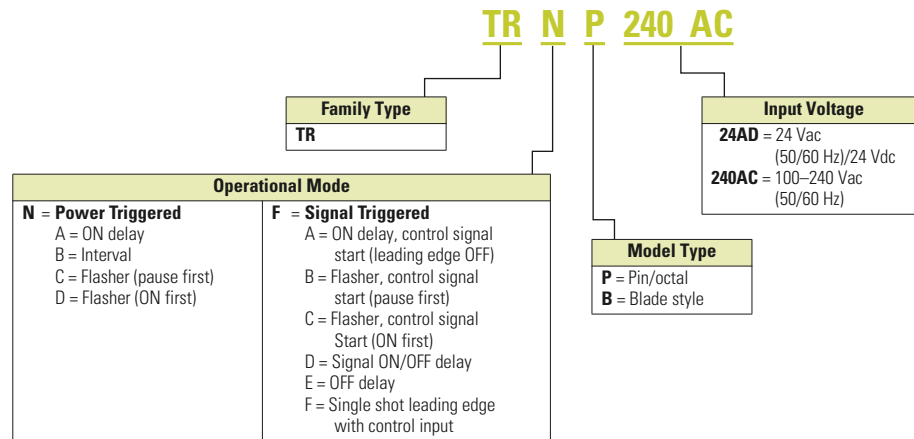 TR N P 240 AC
Family Type
TR
Input Voltage
24AD = 24 Vac
(50/60 Hz)/24 Vdc
240AC = 100–240 Vac
(50/60 Hz)
Operational Mode
N = Power Triggered
A = ON delay
B = Interval
C = Flasher (pause first)
D = Flasher (ON first)
F = Signal Triggered
A = ON delay, control signal
start (leading edge OFF)
B = Flasher, control signal
start (pause first)
C = Flasher, control signal
Start (ON first)
D = Signal ON/OFF delay
E = OFF delay
F = Single shot leading edge
with control input
Model Type
P = Pin/octal
B = Blade style